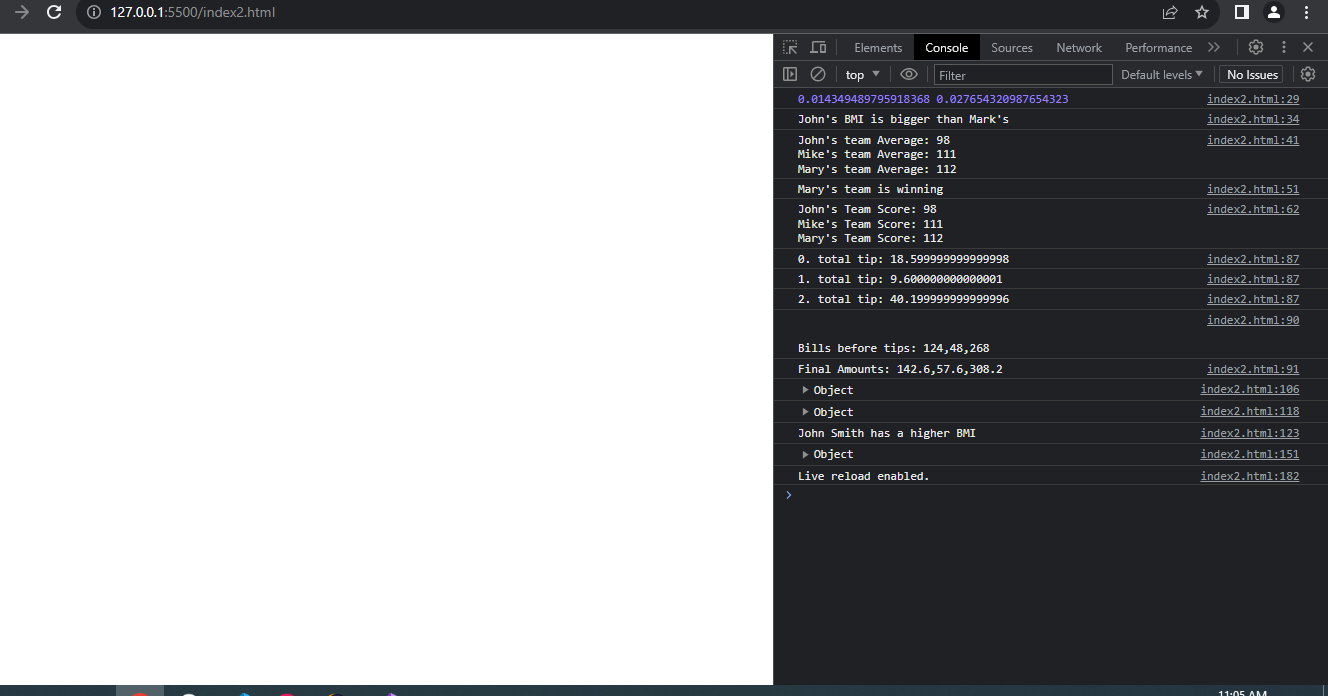 127.0.0.1:5500/index2.html
Elements Console Sources Network Performance
top Filter Default levels No Issues
0.014349489795918368 0.027654320987654323 index2.html:29
John's BMI is bigger than Mark's index2.html:34
John's team Average: 98 index2.html:41
Mike's team Average: 111
Mary's team Average: 112
Mary's team is winning index2.html:51
John's Team Score: 98 index2.html:62
Mike's Team Score: 111
Mary's Team Score: 112
0. total tip: 18.599999999999998 index2.html:87
1. total tip: 9.600000000000001 index2.html:87
2. total tip: 40.199999999999996 index2.html:87
index2.html:90
Bills before tips: 124,48,268
Final Amounts: 142.6,57.6,308.2 index2.html:91
Object index2.html:106
Object index2.html:118
John Smith has a higher BMI index2.html:123
Object index2.html:151
Live reload enabled. index2.html:182
11:05 AM